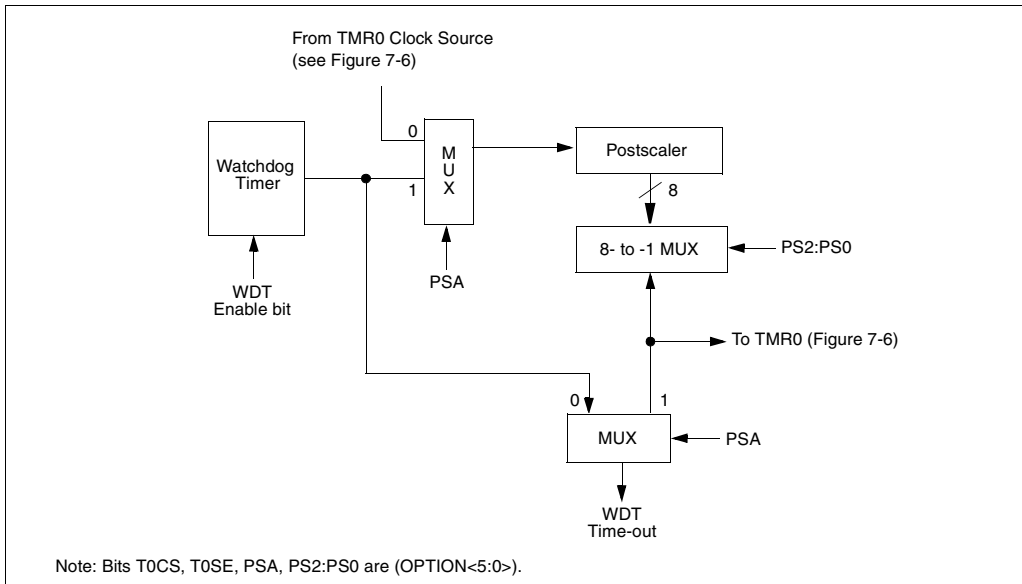 From TMR0 Clock Source
(see Figure 7-6)
0
M
U
X
1
Watchdog
Timer
Postscaler
8
8- to -1 MUX
PS2:PS0
WDT
Enable bit
PSA
To TMR0 (Figure 7-6)
0
1
MUX
PSA
WDT
Time-out
Note: Bits T0CS, T0SE, PSA, PS2:PS0 are (OPTION<5:0>).